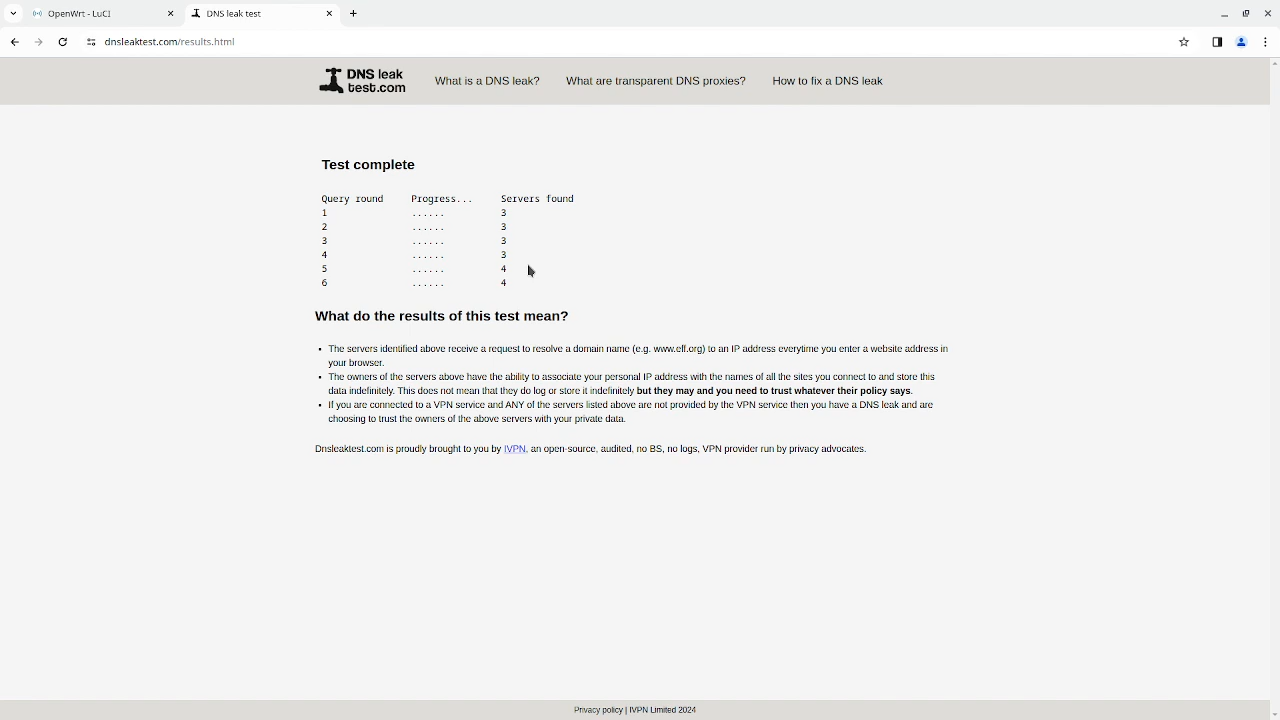 OpenWrt - LuCI
DNS leak test
dnsleaktest.com/results.html
DNS leak
test.com
What is a DNS leak?
What are transparent DNS proxies?
How to fix a DNS leak
Test complete
Query round Progress... Servers found
1 ...... 3
2 ...... 3
3 ...... 3
4 ...... 3
5 ...... 4
6 ...... 4
What do the results of this test mean?
The servers identified above receive a request to resolve a domain name (e.g. www.eff.org) to an IP address everytime you enter a website address in
your browser.
The owners of the servers above have the ability to associate your personal IP address with the names of all the sites you connect to and store this
data indefinitely. This does not mean that they do log or store it indefinitely but they may and you need to trust whatever their policy says.
If you are connected to a VPN service and ANY of the servers listed above are not provided by the VPN service then you have a DNS leak and are
choosing to trust the owners of the above servers with your private data.
Dnsleaktest.com is proudly brought to you by IVPN, an open-source, audited, no BS, no logs, VPN provider run by privacy advocates.
Privacy policy | IVPN Limited 2024